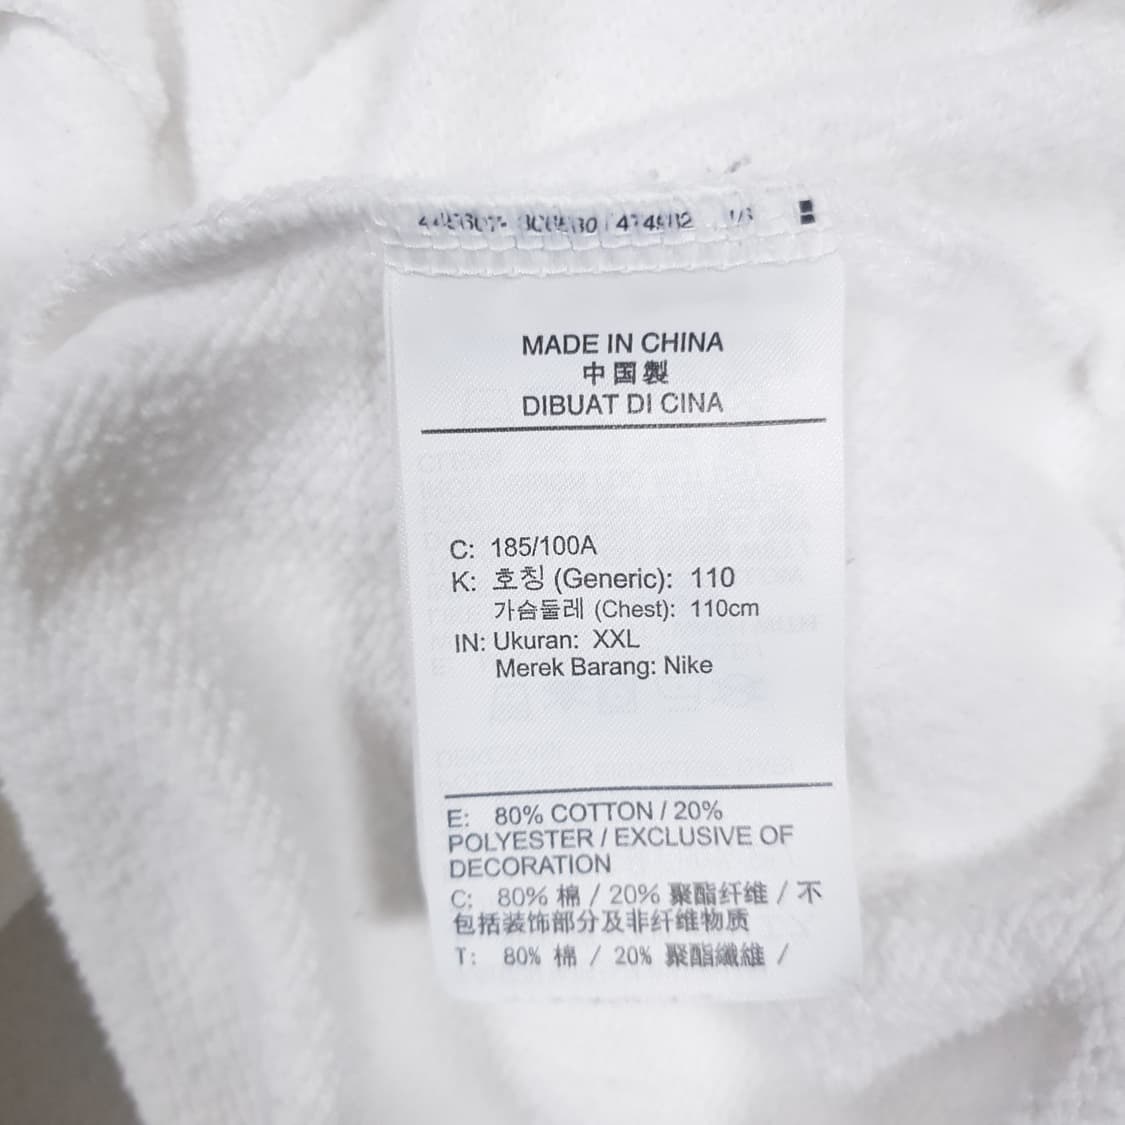 MADE IN CHINA
中国製
DIBUAT DI CINA
C: 185/100A
K: 호칭 (Generic): 110
가슴둘레 (Chest): 110cm
IN: Ukuran: XXL
Merek Barang: Nike
E: 80% COTTON / 20%
POLYESTER / EXCLUSIVE OF
DECORATION
C: 80% 棉 / 20% 聚酯纤维 / 不
包括装饰部分及非纤维物质
T: 80% 棉 / 20% 聚酯纖維 /